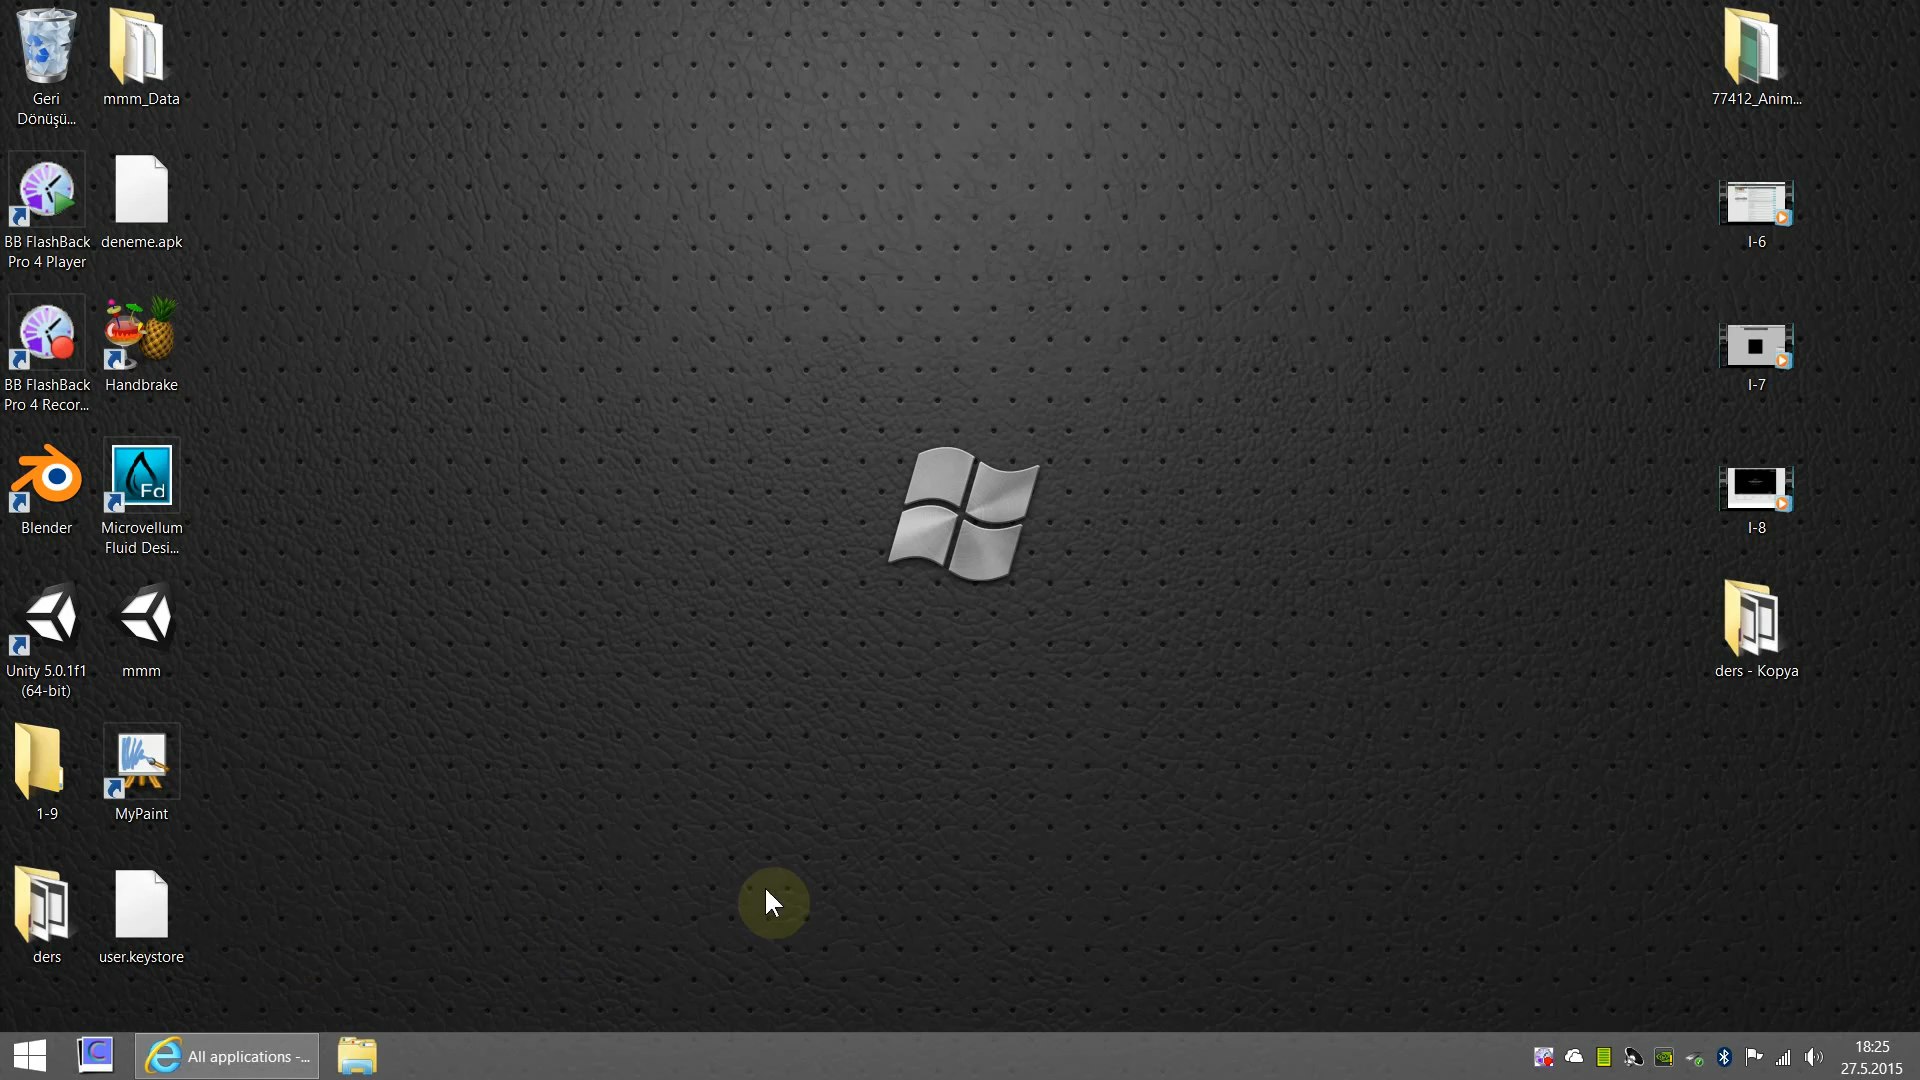 Geri
Dönüşü...
mmm_Data
77412_Anim...
BB FlashBack
Pro 4 Player
deneme.apk
I-6
BB FlashBack
Pro 4 Recor...
Handbrake
I-7
Blender
Fd
Microvellum
Fluid Desi...
I-8
Unity 5.0.1f1
(64-bit)
mmm
ders - Kopya
1-9
MyPaint
ders
user.keystore
C
All applications -...
18:25
27.5.2015